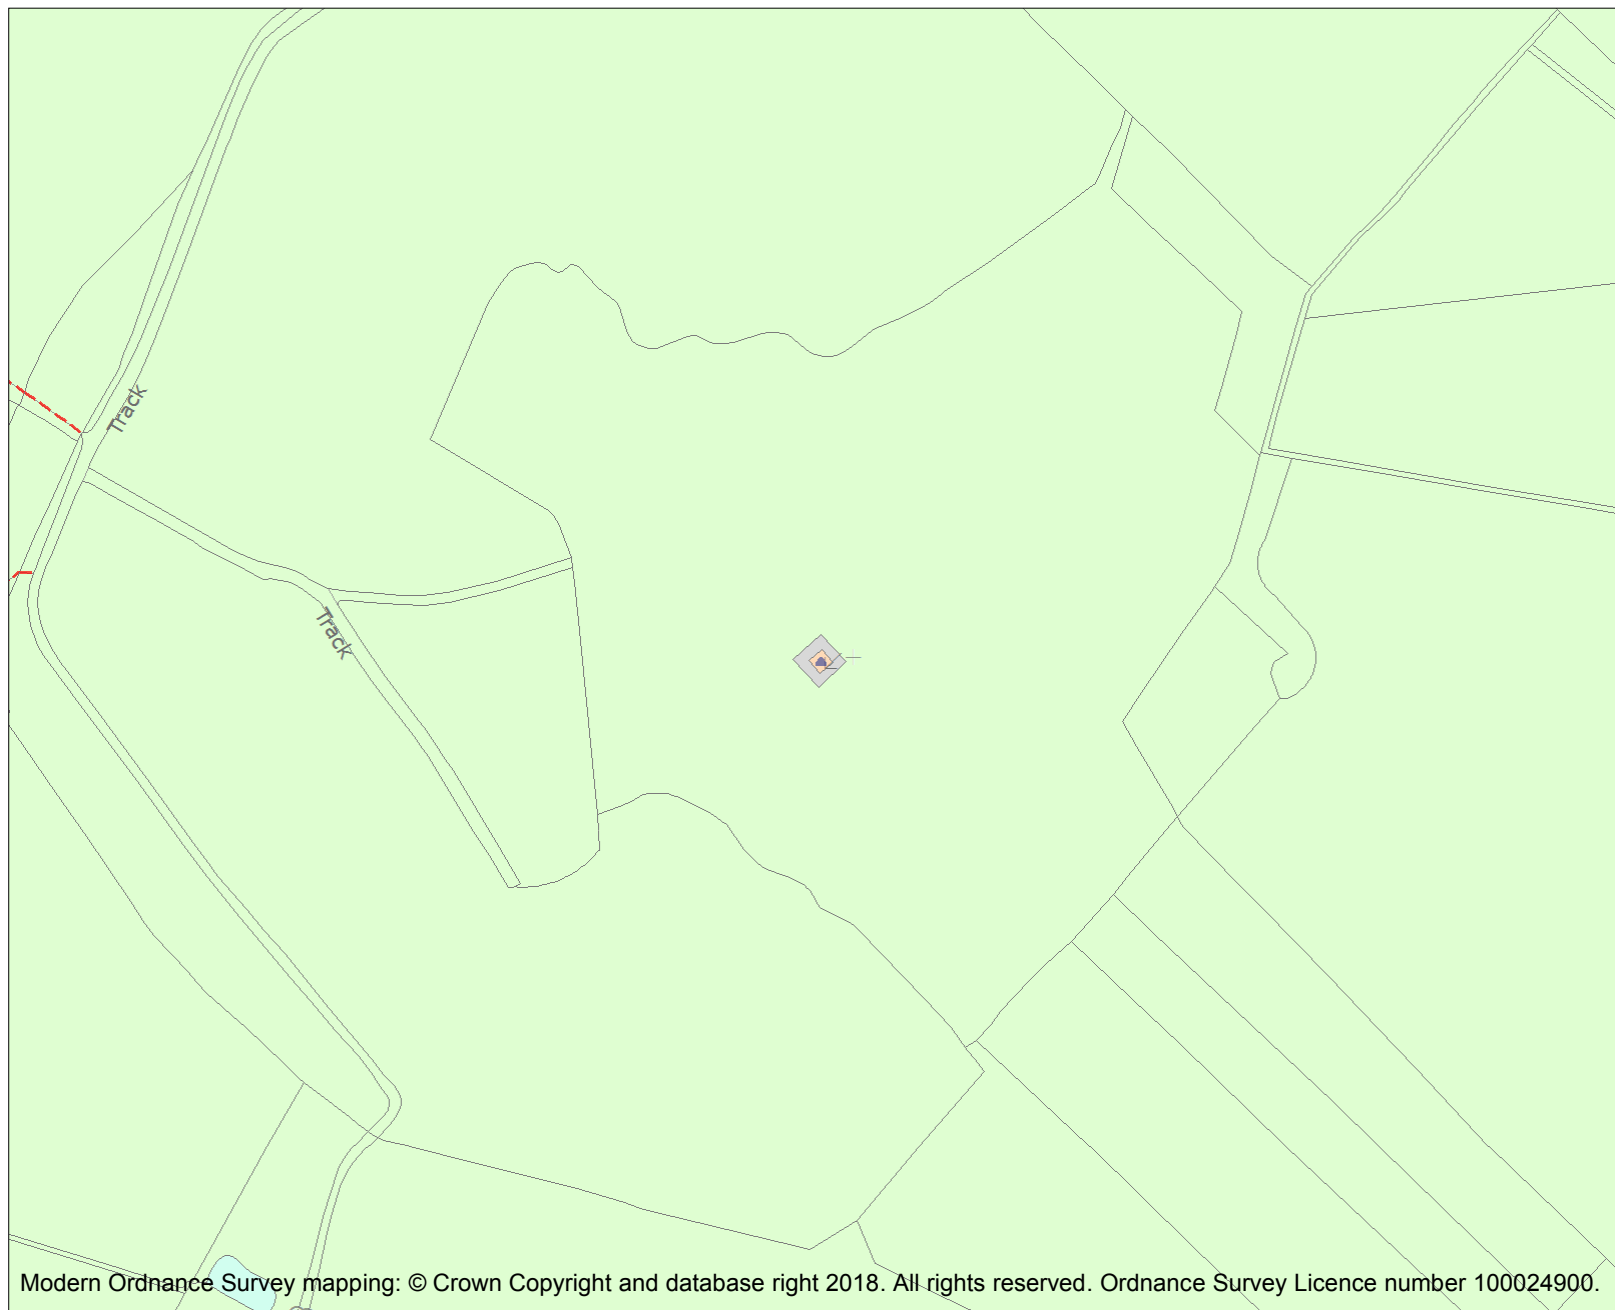 Track
Track
Modern Ordnance Survey mapping: © Crown Copyright and database right 2018. All rights reserved. Ordnance Survey Licence number 100024900.